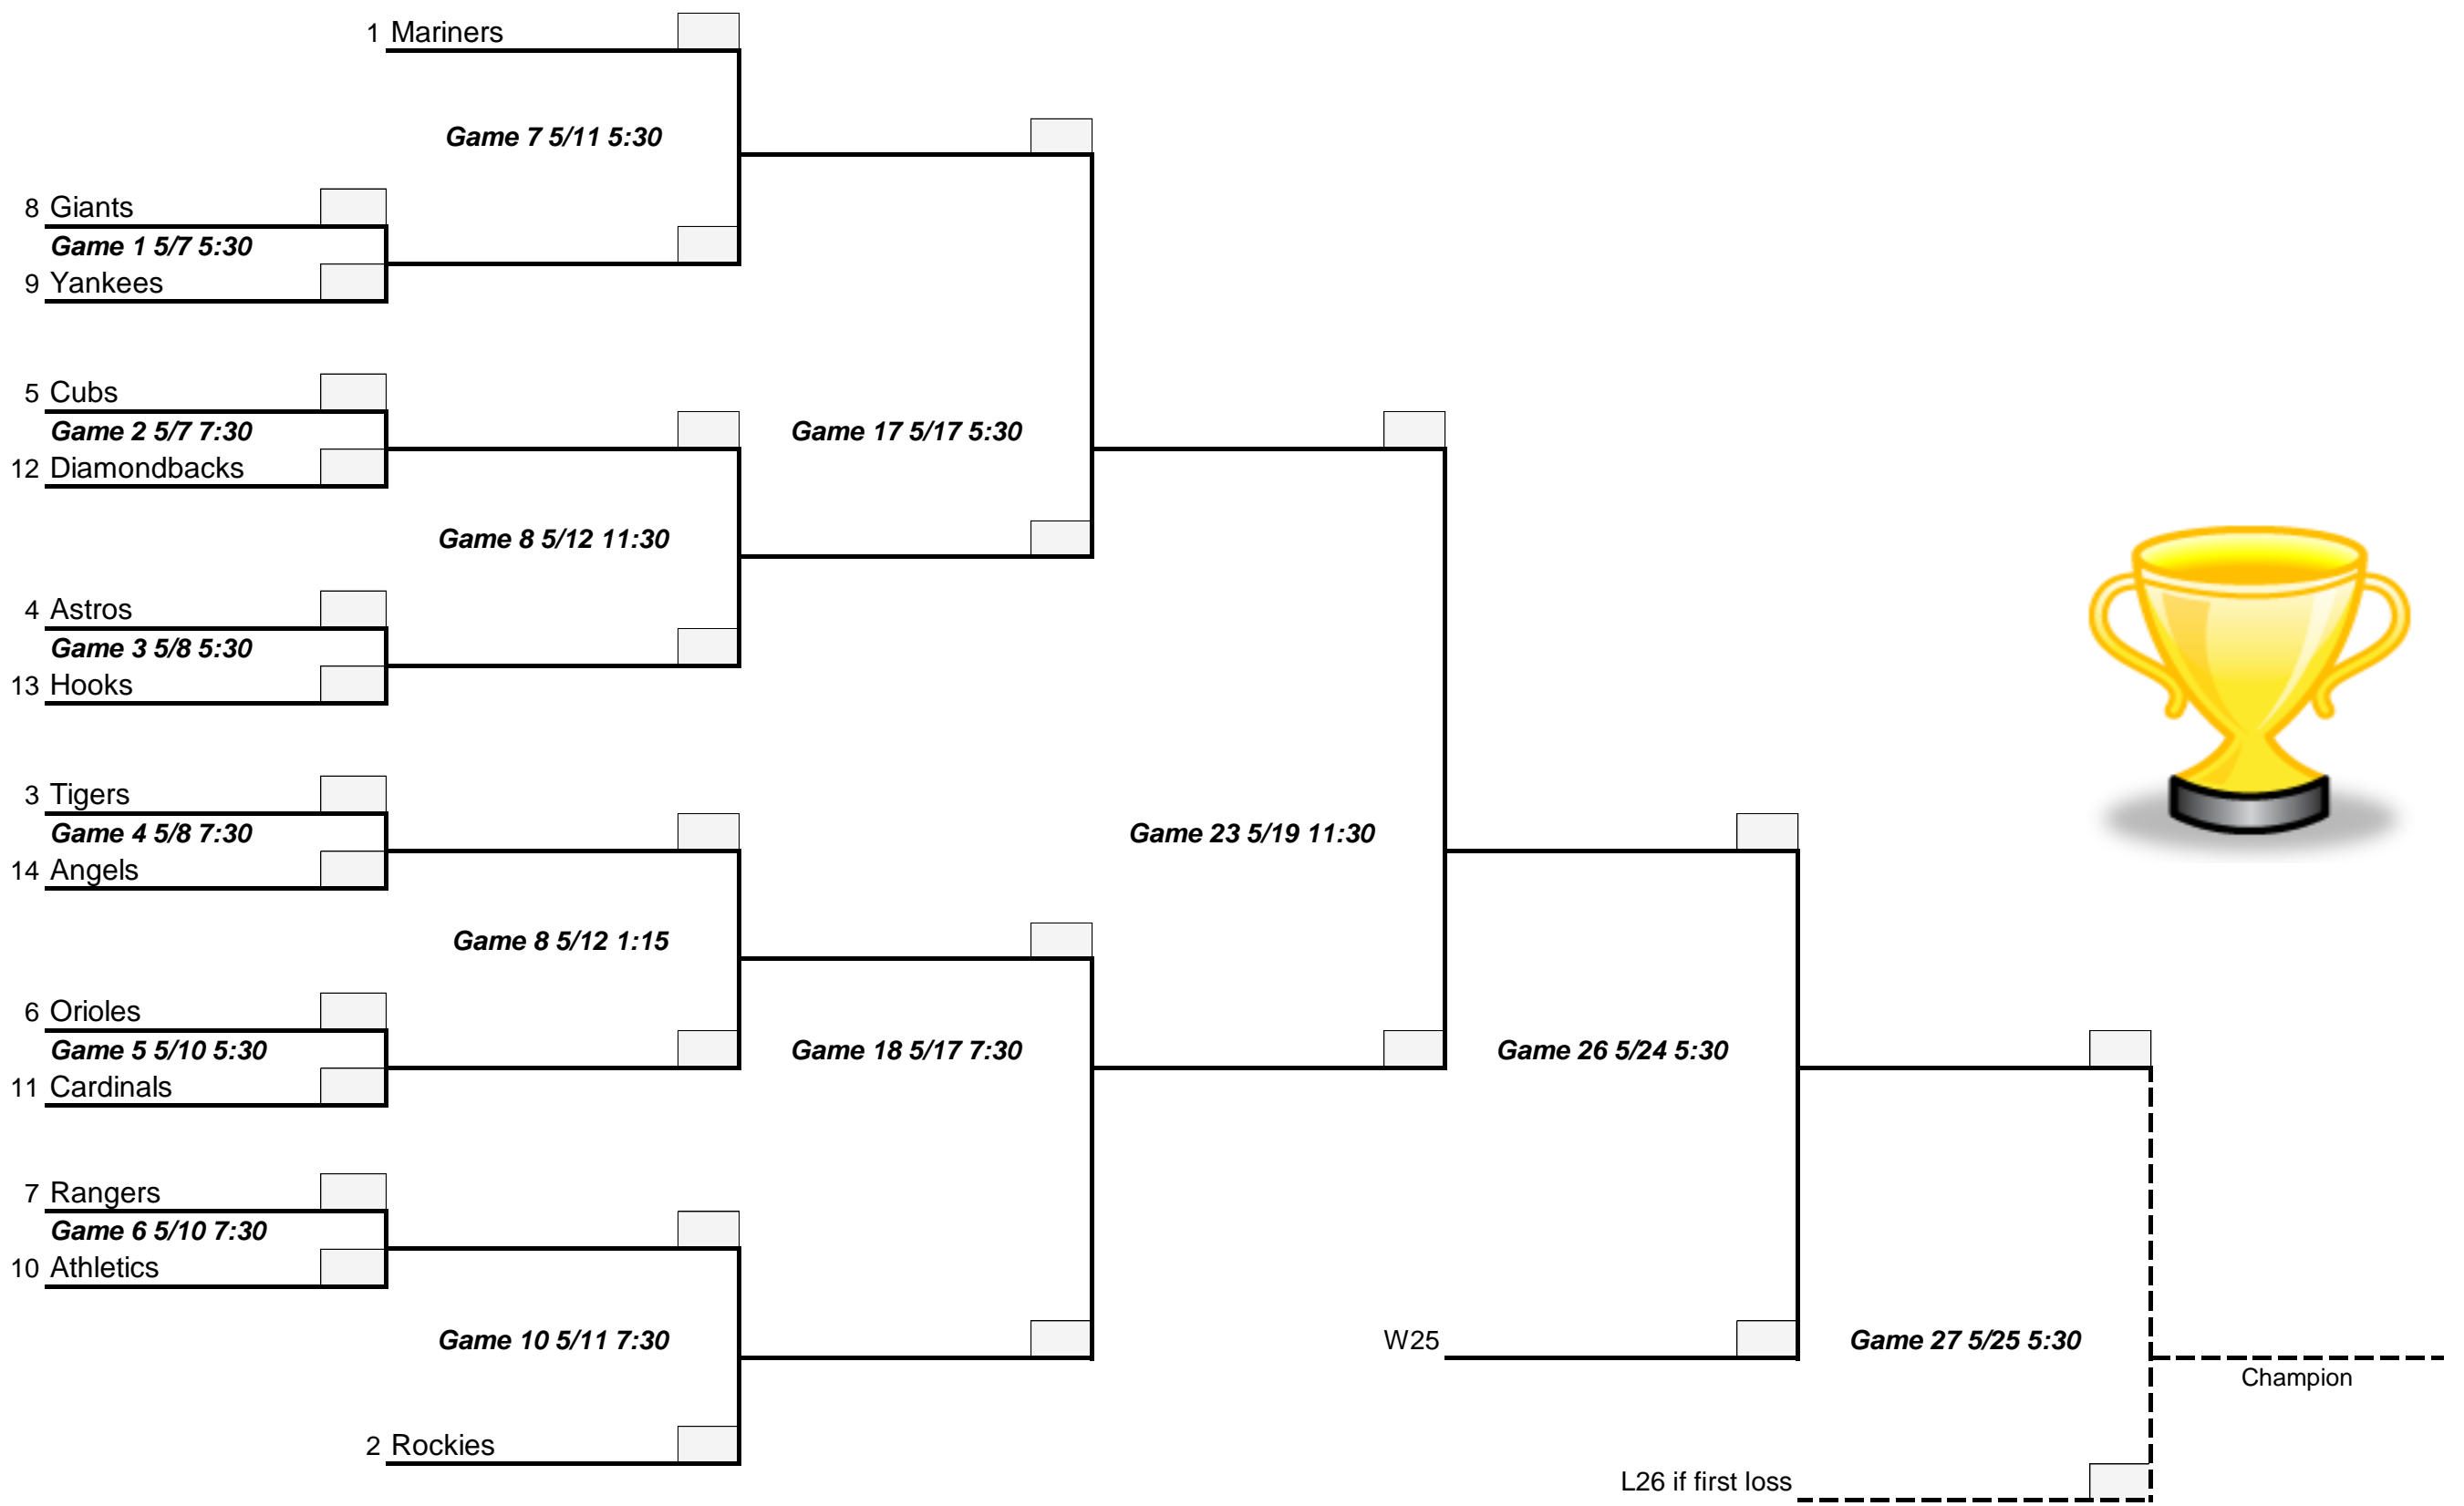 1 Mariners
Game 7 5/11 5:30
8 Giants
Game 1 5/7 5:30
9 Yankees
5 Cubs
Game 2 5/7 7:30
Game 17 5/17 5:30
12 Diamondbacks
Game 8 5/12 11:30
4 Astros
Game 3 5/8 5:30
13 Hooks
3 Tigers
Game 4 5/8 7:30
Game 23 5/19 11:30
14 Angels
Game 8 5/12 1:15
6 Orioles
Game 5 5/10 5:30
Game 18 5/17 7:30
Game 26 5/24 5:30
11 Cardinals
7 Rangers
Game 6 5/10 7:30
10 Athletics
Game 10 5/11 7:30
W25
Game 27 5/25 5:30
Champion
2 Rockies
L26 if first loss